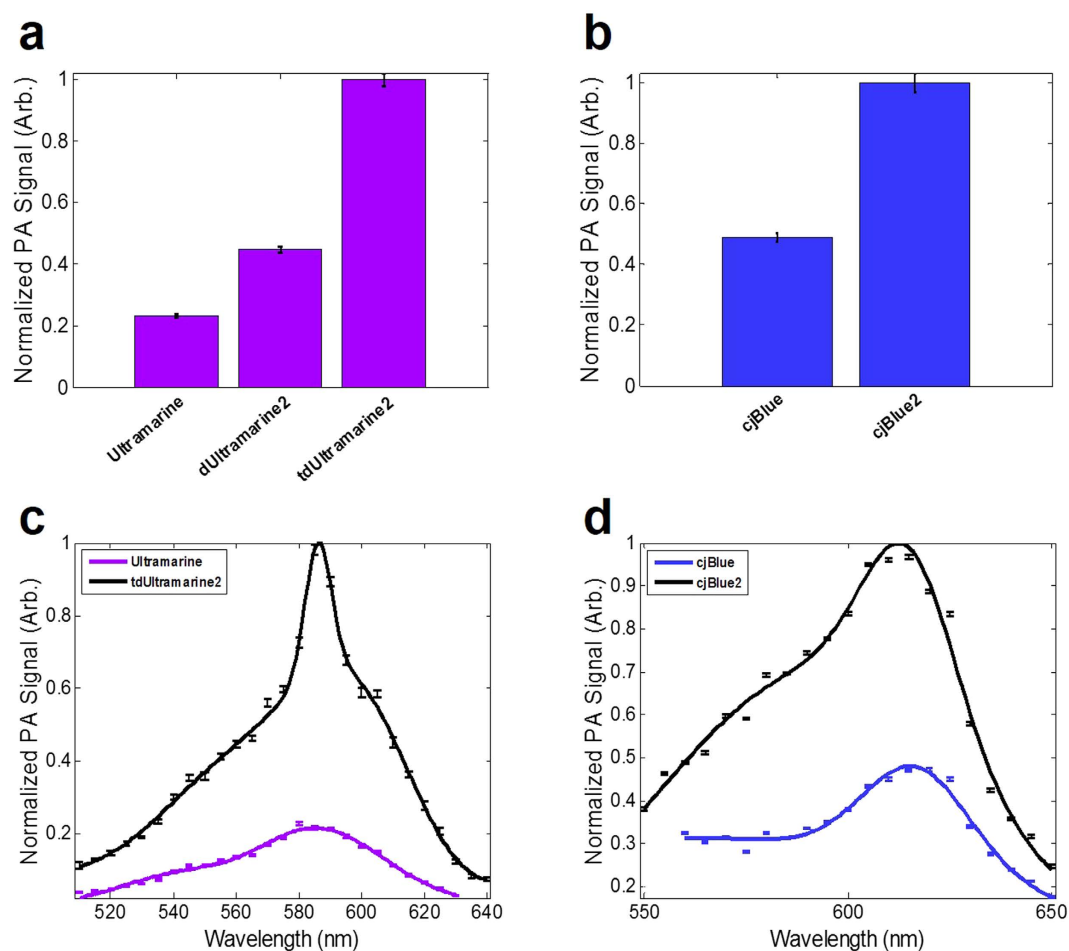 a
Normalized PA Signal (Arb.)
1
0.8
0.6
0.4
0.2
0
Ultramarine
dUltramarine2
tdUltramarine2
b
Normalized PA Signal (Arb.)
1
0.8
0.6
0.4
0.2
0
cjBlue
cjBlue2
c
Normalized PA Signal (Arb.)
1
0.8
0.6
0.4
0.2
Ultramarine
tdUltramarine2
520 540 560 580 600 620 640
Wavelength (nm)
d
Normalized PA Signal (Arb.)
1
0.9
0.8
0.7
0.6
0.5
0.4
0.3
0.2
cjBlue
cjBlue2
550 600 650
Wavelength (nm)